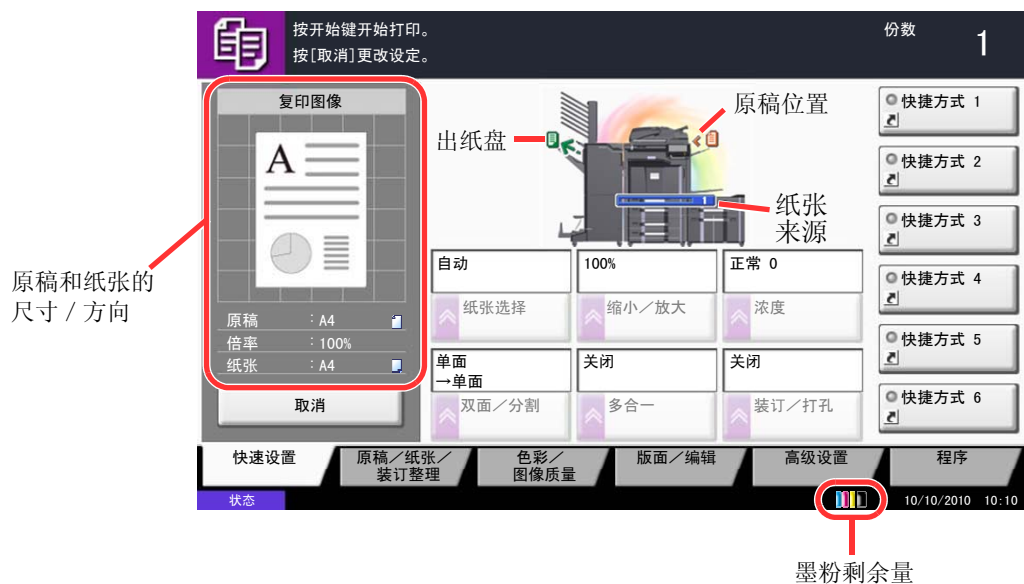 按开始键开始打印。
按[取消]更改设定。
份数
1
复印图像
A
原稿 : A4
倍率 : 100%
纸张 : A4
取消
原稿和纸张的
尺寸 / 方向
出纸盘
原稿位置
1
纸张
来源
自动
100%
正常 0
纸张选择
缩小／放大
浓度
单面
→单面
关闭
关闭
双面／分割
多合一
装订／打孔
快捷方式 1
快捷方式 2
快捷方式 3
快捷方式 4
快捷方式 5
快捷方式 6
快速设置
原稿／纸张／
装订整理
色彩／
图像质量
版面／编辑
高级设置
程序
状态
10/10/2010 10:10
墨粉剩余量